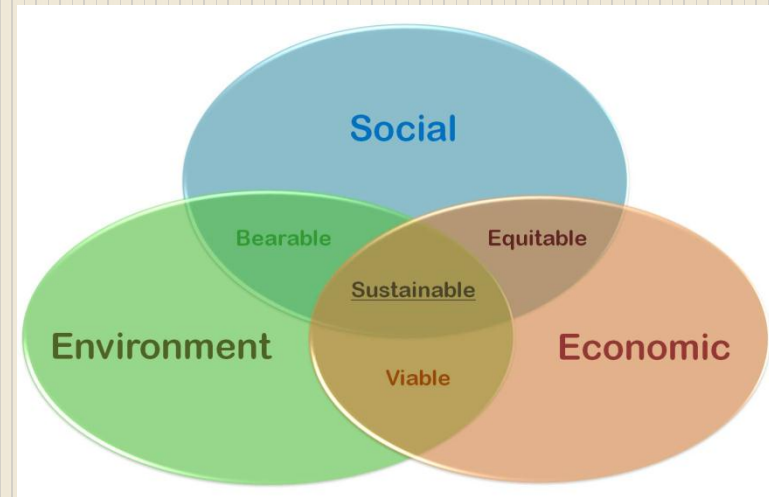 Social
Bearable
Equitable
Sustainable
Environment
Economic
Viable